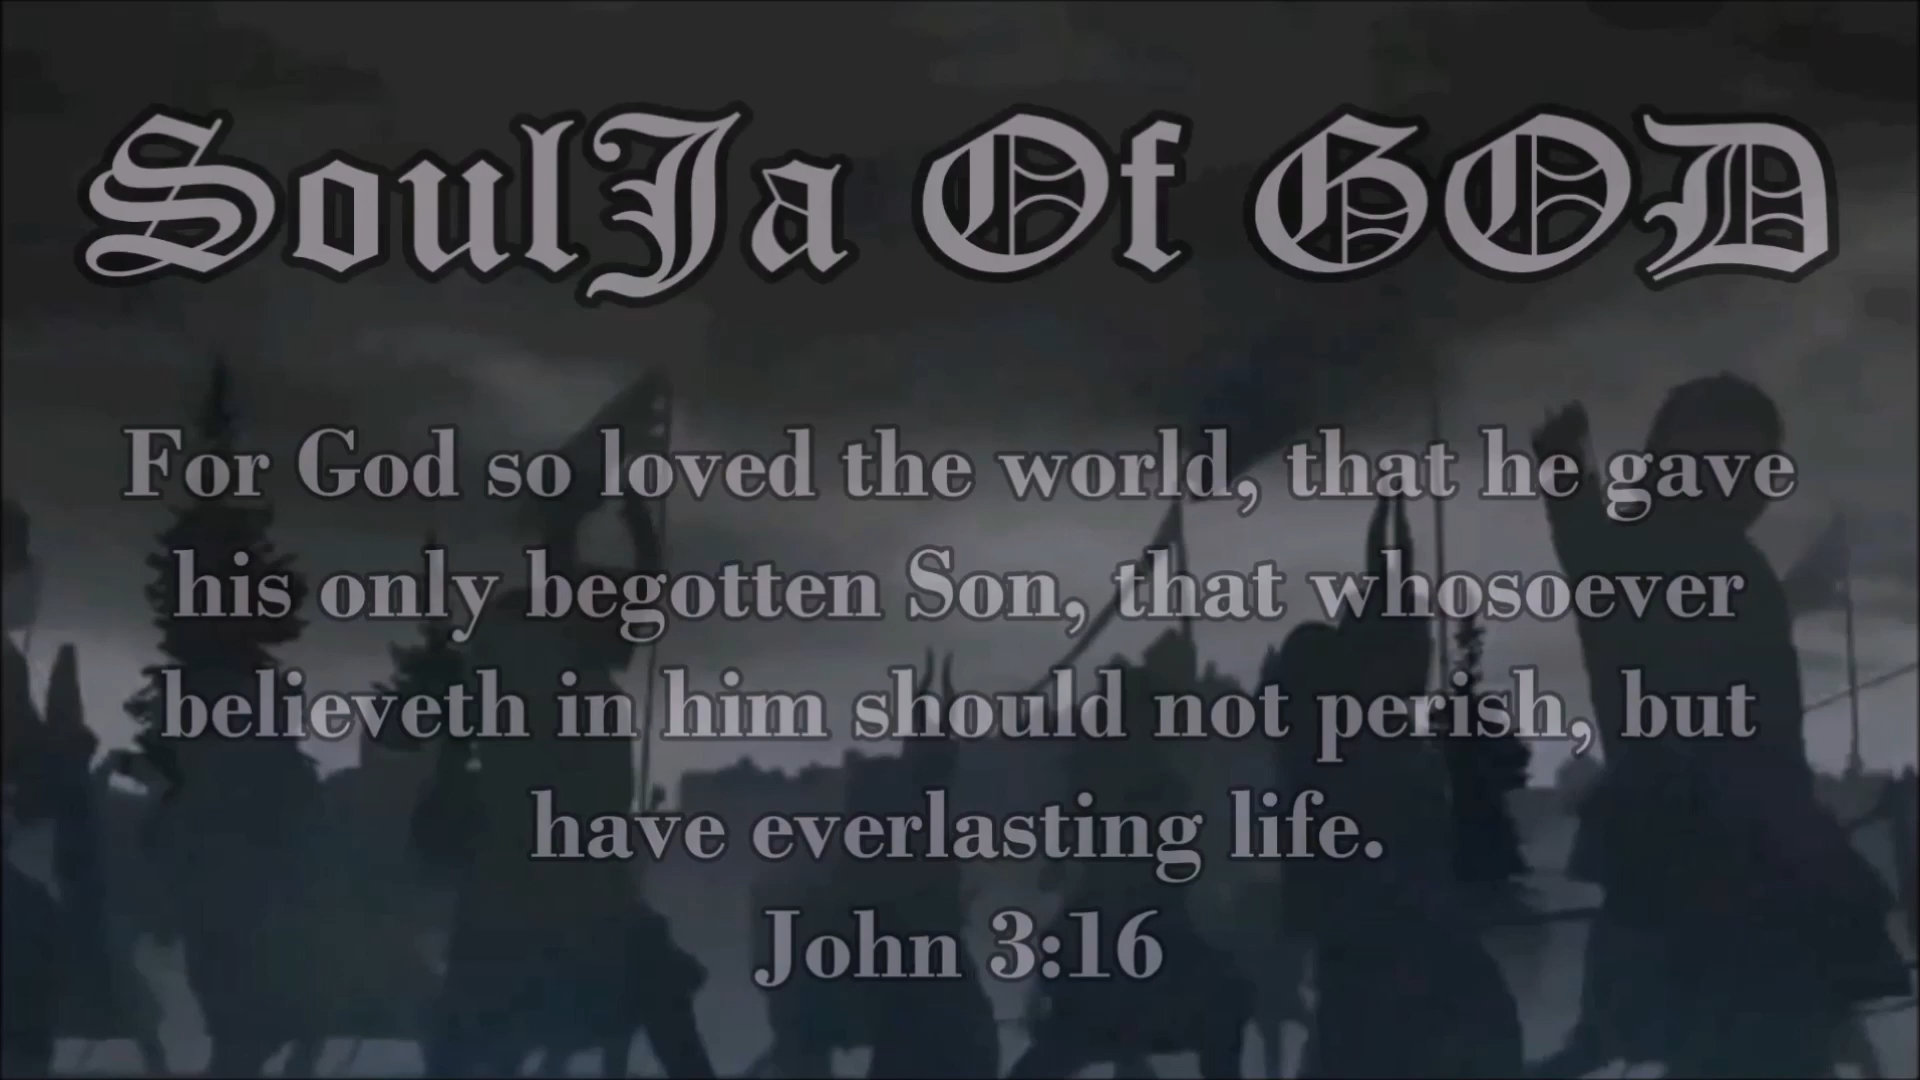 SoulJa Of GOD
For God so loved the world, that he gave
his only begotten Son, that whosoever
believeth in him should not perish, but
have everlasting life.
John 3:16